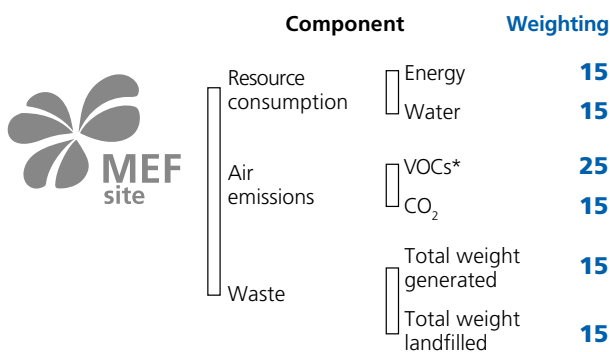 Component Weighting
MEF
site
Resource
consumption
Energy 15
Water 15
Air
emissions
VOCs* 25
CO₂ 15
Waste
Total weight
generated 15
Total weight
landfilled 15